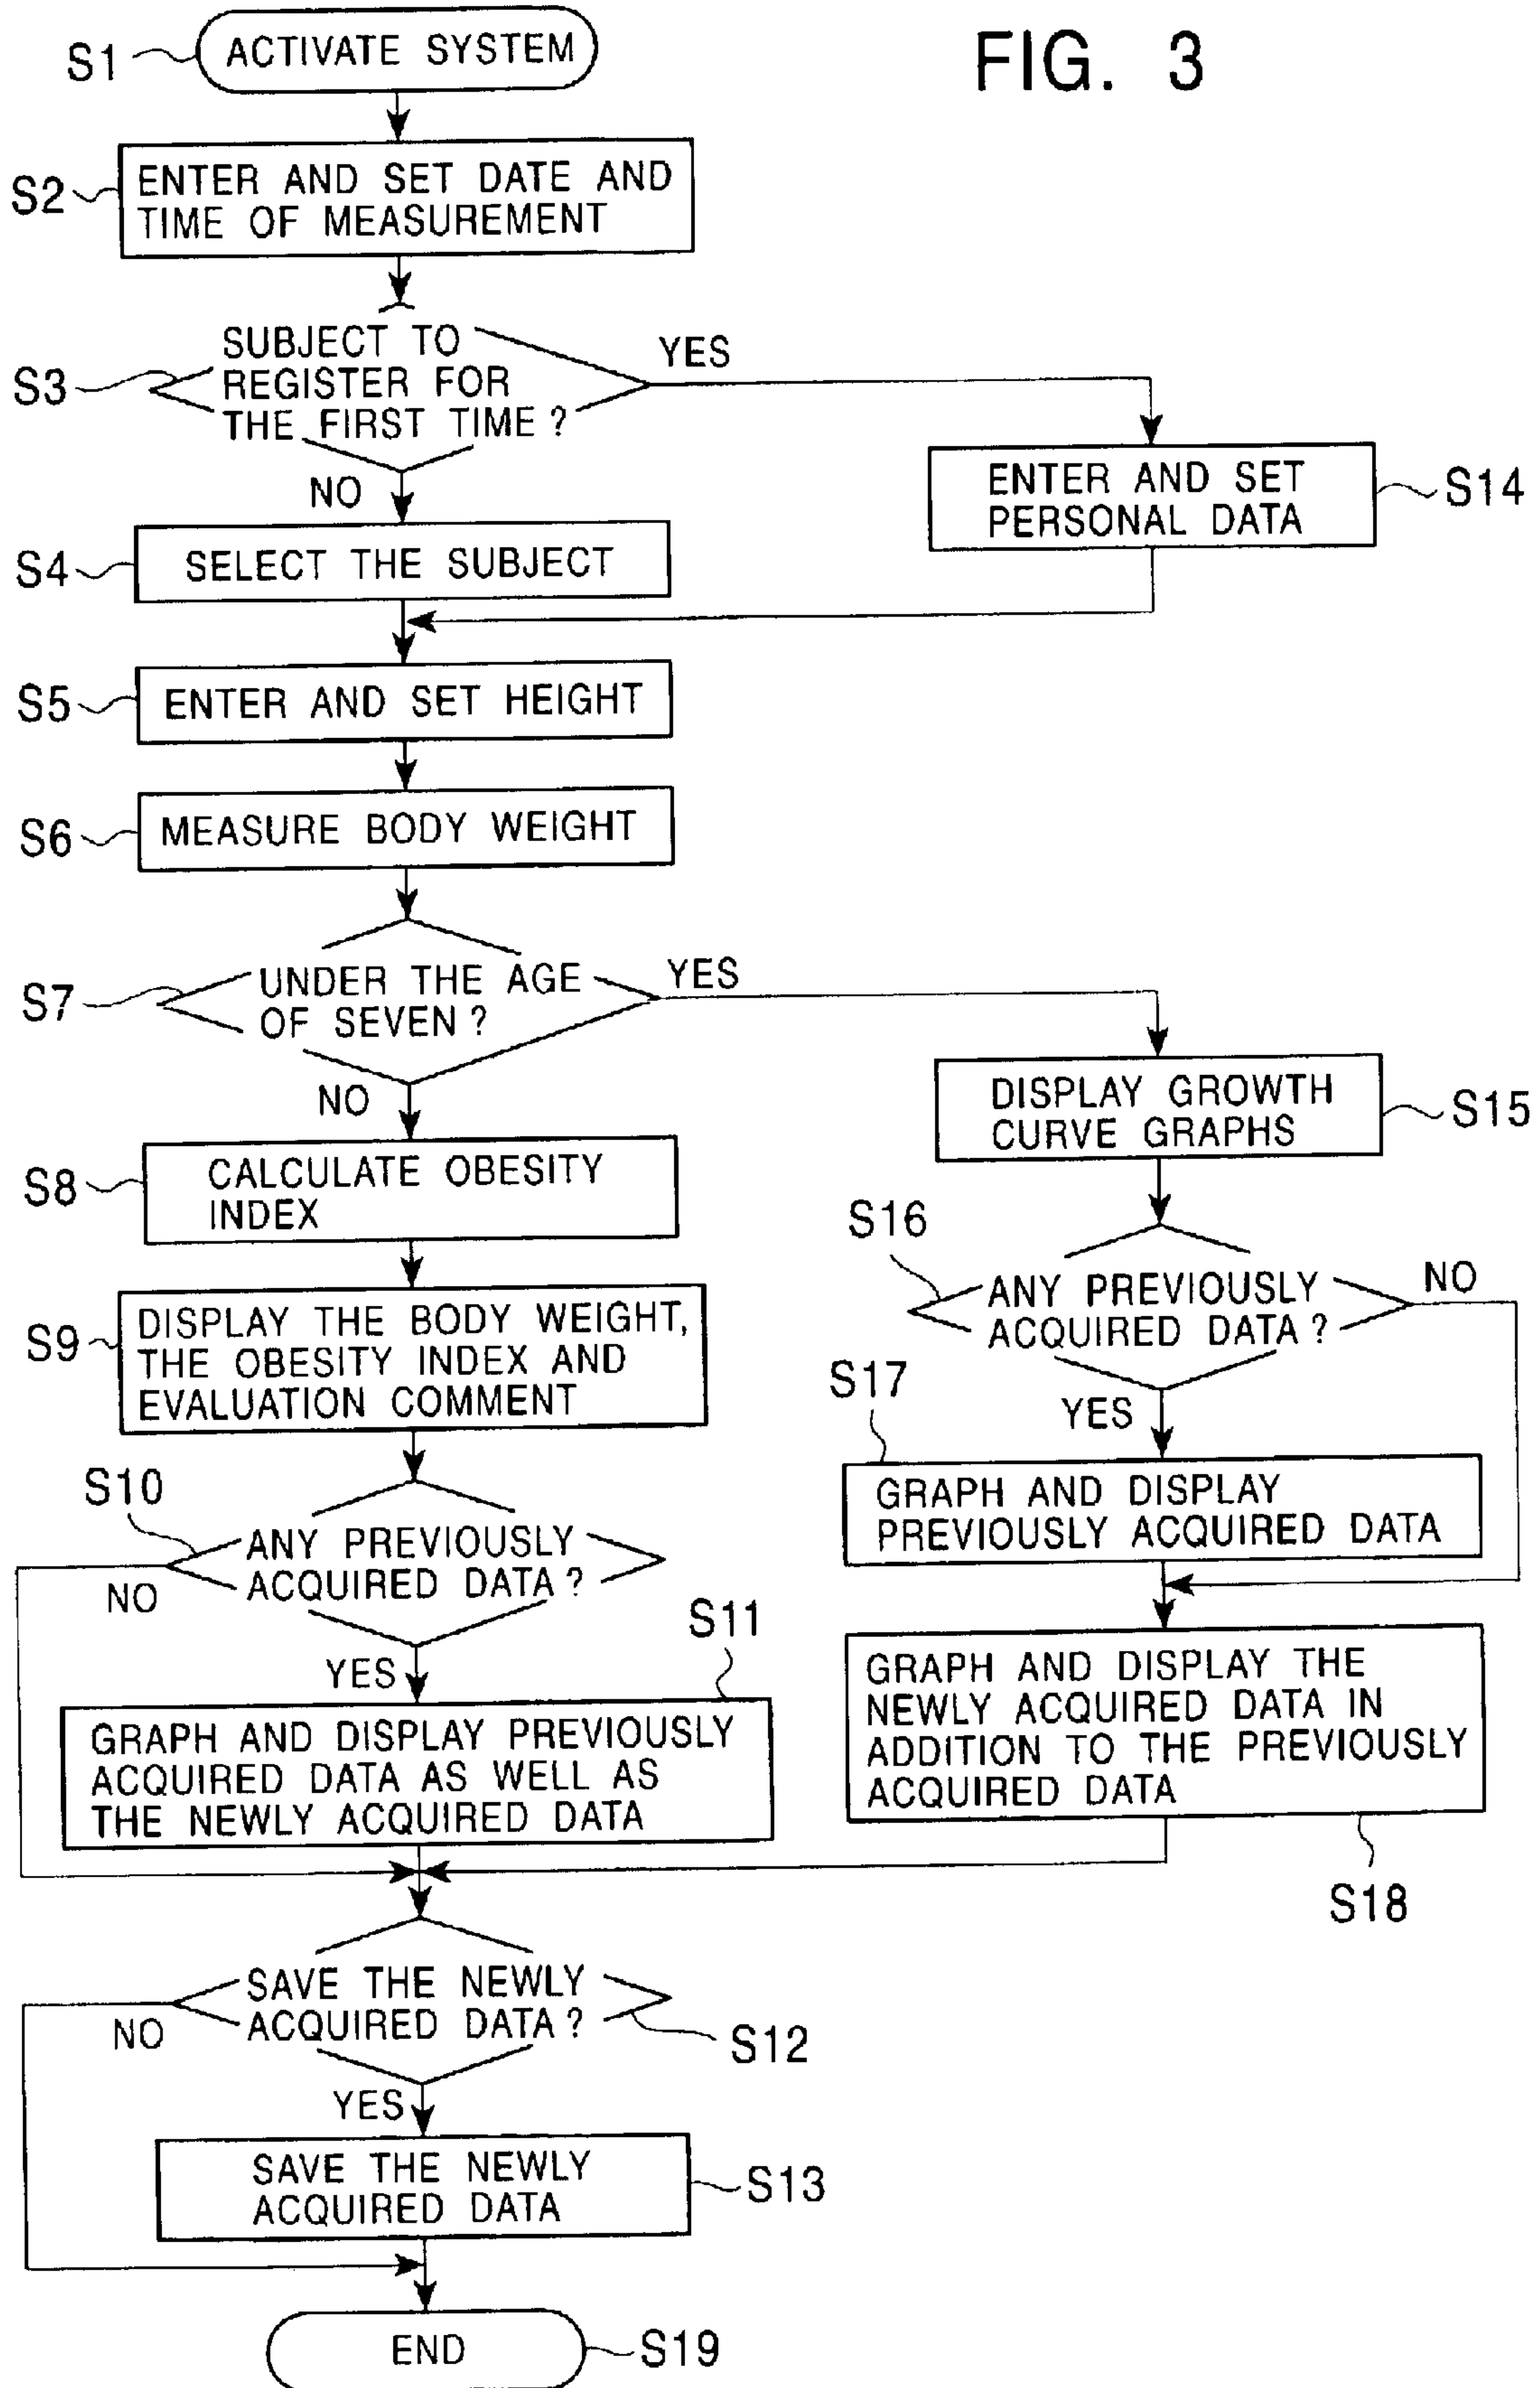 FIG. 3
S1
ACTIVATE SYSTEM
S2
ENTER AND SET DATE AND
TIME OF MEASUREMENT
S3
SUBJECT TO
REGISTER FOR
THE FIRST TIME?
YES
NO
ENTER AND SET
PERSONAL DATA
S14
S4
SELECT THE SUBJECT
S5
ENTER AND SET HEIGHT
S6
MEASURE BODY WEIGHT
S7
UNDER THE AGE
OF SEVEN?
YES
NO
DISPLAY GROWTH
CURVE GRAPHS
S15
S8
CALCULATE OBESITY
INDEX
S16
ANY PREVIOUSLY
ACQUIRED DATA?
NO
YES
S9
DISPLAY THE BODY WEIGHT,
THE OBESITY INDEX AND
EVALUATION COMMENT
S17
GRAPH AND DISPLAY
PREVIOUSLY ACQUIRED DATA
S10
ANY PREVIOUSLY
ACQUIRED DATA?
NO
YES
S11
GRAPH AND DISPLAY PREVIOUSLY
ACQUIRED DATA AS WELL AS
THE NEWLY ACQUIRED DATA
GRAPH AND DISPLAY THE
NEWLY ACQUIRED DATA IN
ADDITION TO THE PREVIOUSLY
ACQUIRED DATA
S18
SAVE THE NEWLY
ACQUIRED DATA?
NO
S12
YES
SAVE THE NEWLY
ACQUIRED DATA
S13
END
S19